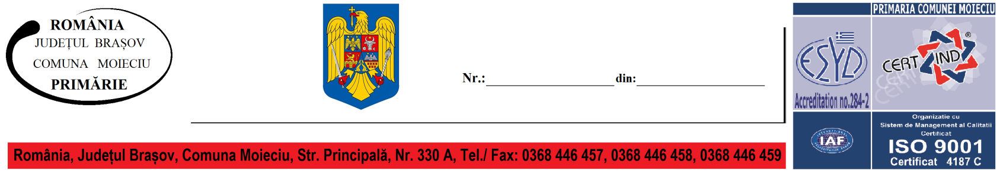 ROMÂNIA
JUDEȚUL BRAȘOV
COMUNA MOIECIU
PRIMĂRIE
Nr.: din:
România, Județul Brașov, Comuna Moieciu, Str. Principală, Nr. 330 A, Tel./ Fax: 0368 446 457, 0368 446 458, 0368 446 459
PRIMARIA COMUNEI MOIECIU
ESYD
Accreditation no.284-2
CERT IND ®
CERT
IAF
Organizatie cu
Sistem de Management al Calitatii
Certificat
ISO 9001
Certificat 4187 C